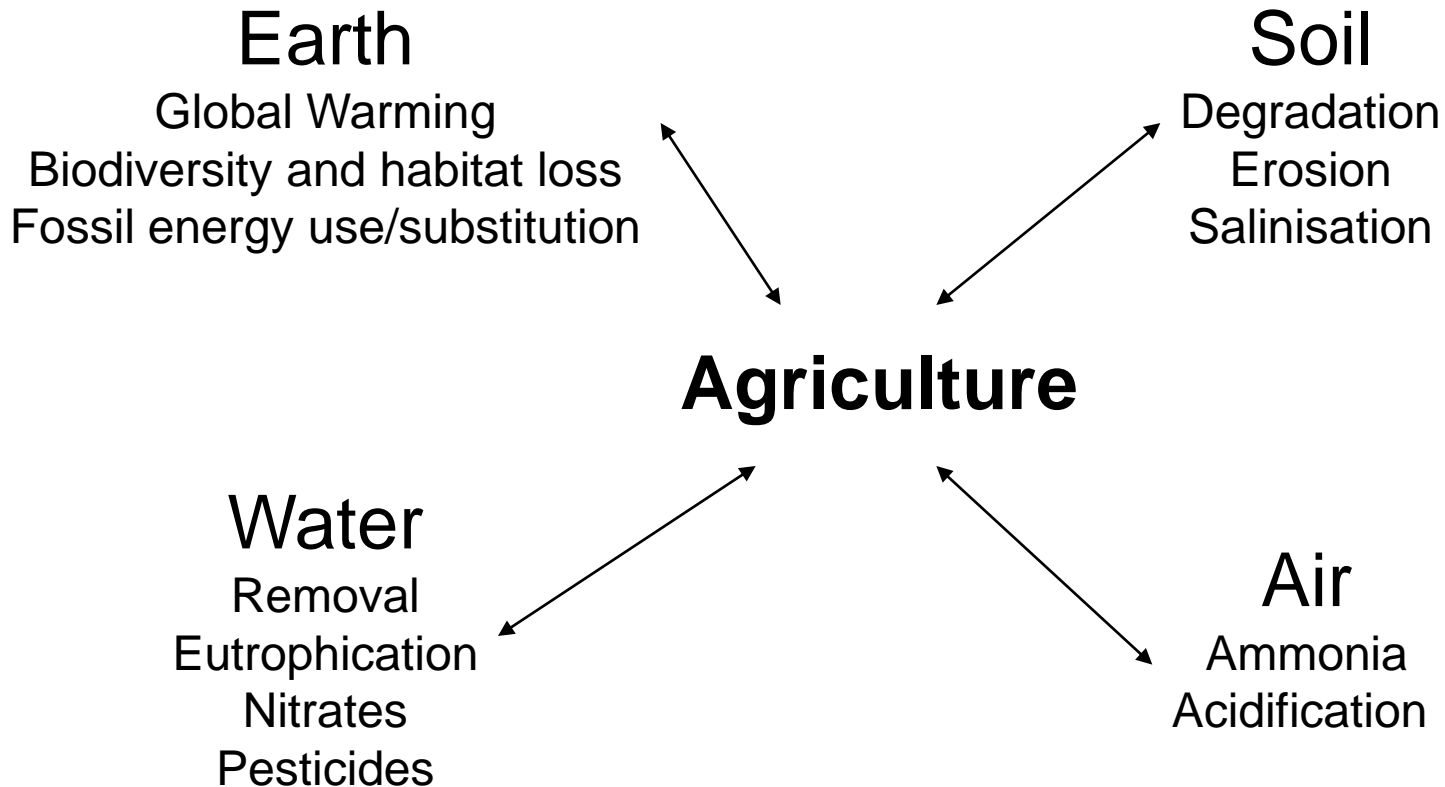 Earth
Global Warming
Biodiversity and habitat loss
Fossil energy use/substitution
Soil
Degradation
Erosion
Salinisation
Agriculture
Water
Removal
Eutrophication
Nitrates
Pesticides
Air
Ammonia
Acidification